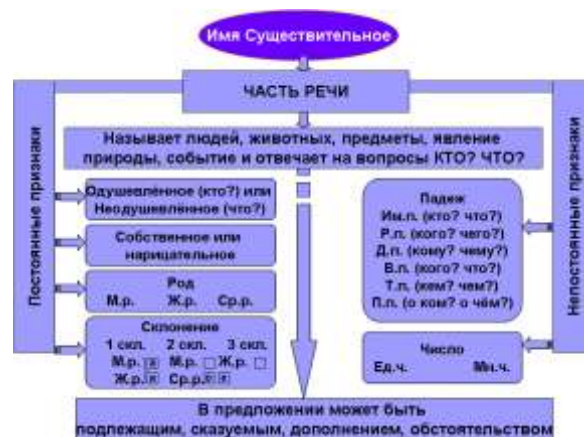 Имя Существительное
ЧАСТЬ РЕЧИ
Называет людей, животных, предметы, явление
природы, событие и отвечает на вопросы КТО? ЧТО?
Постоянные признаки
Одушевлённое (кто?) или
Неодушевлённое (что?)
Собственное или
нарицательное
Род
М.р. Ж.р. Ср.р.
Склонение
1 скл. 2 скл. 3 скл.
М.р. М.р. Ж.р.
Ж.р. Ср.р.
Непостоянные признаки
Падеж
Им.п. (кто? что?)
Р.п. (кого? чего?)
Д.п. (кому? чему?)
В.п. (кого? что?)
Т.п. (кем? чем?)
П.п. (о ком? о чём?)
Число
Ед.ч. Мн.ч.
В предложении может быть
подлежащим, сказуемым, дополнением, обстоятельством